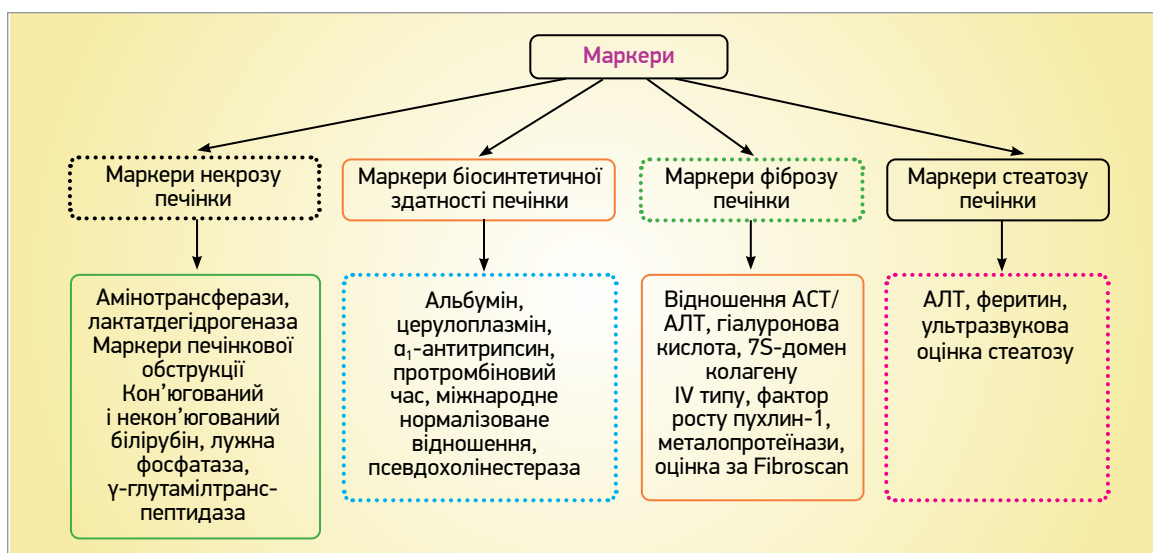 Маркери
Маркери некрозу
печінки
Маркери біосинтетичної
здатності печінки
Маркери фіброзу
печінки
Маркери стеатозу
печінки
Амінотрансферази,
лактатдегідрогеназа
Маркери печінкової
обструкції
Кон’югований
і некон’югований
білірубін, лужна
фосфатаза,
γ-глутамілтранс-
пептидаза
Альбумін,
церулоплазмін,
α₁-антитрипсин,
протромбіновий
час, міжнародне
нормалізоване
відношення,
псевдохолінестераза
Відношення АСТ/
АЛТ, гіалуронова
кислота, 7S-домен
колагену
IV типу, фактор
росту пухлин-1,
металопротеїнази,
оцінка за Fibroscan
АЛТ, феритин,
ультразвукова
оцінка стеатозу